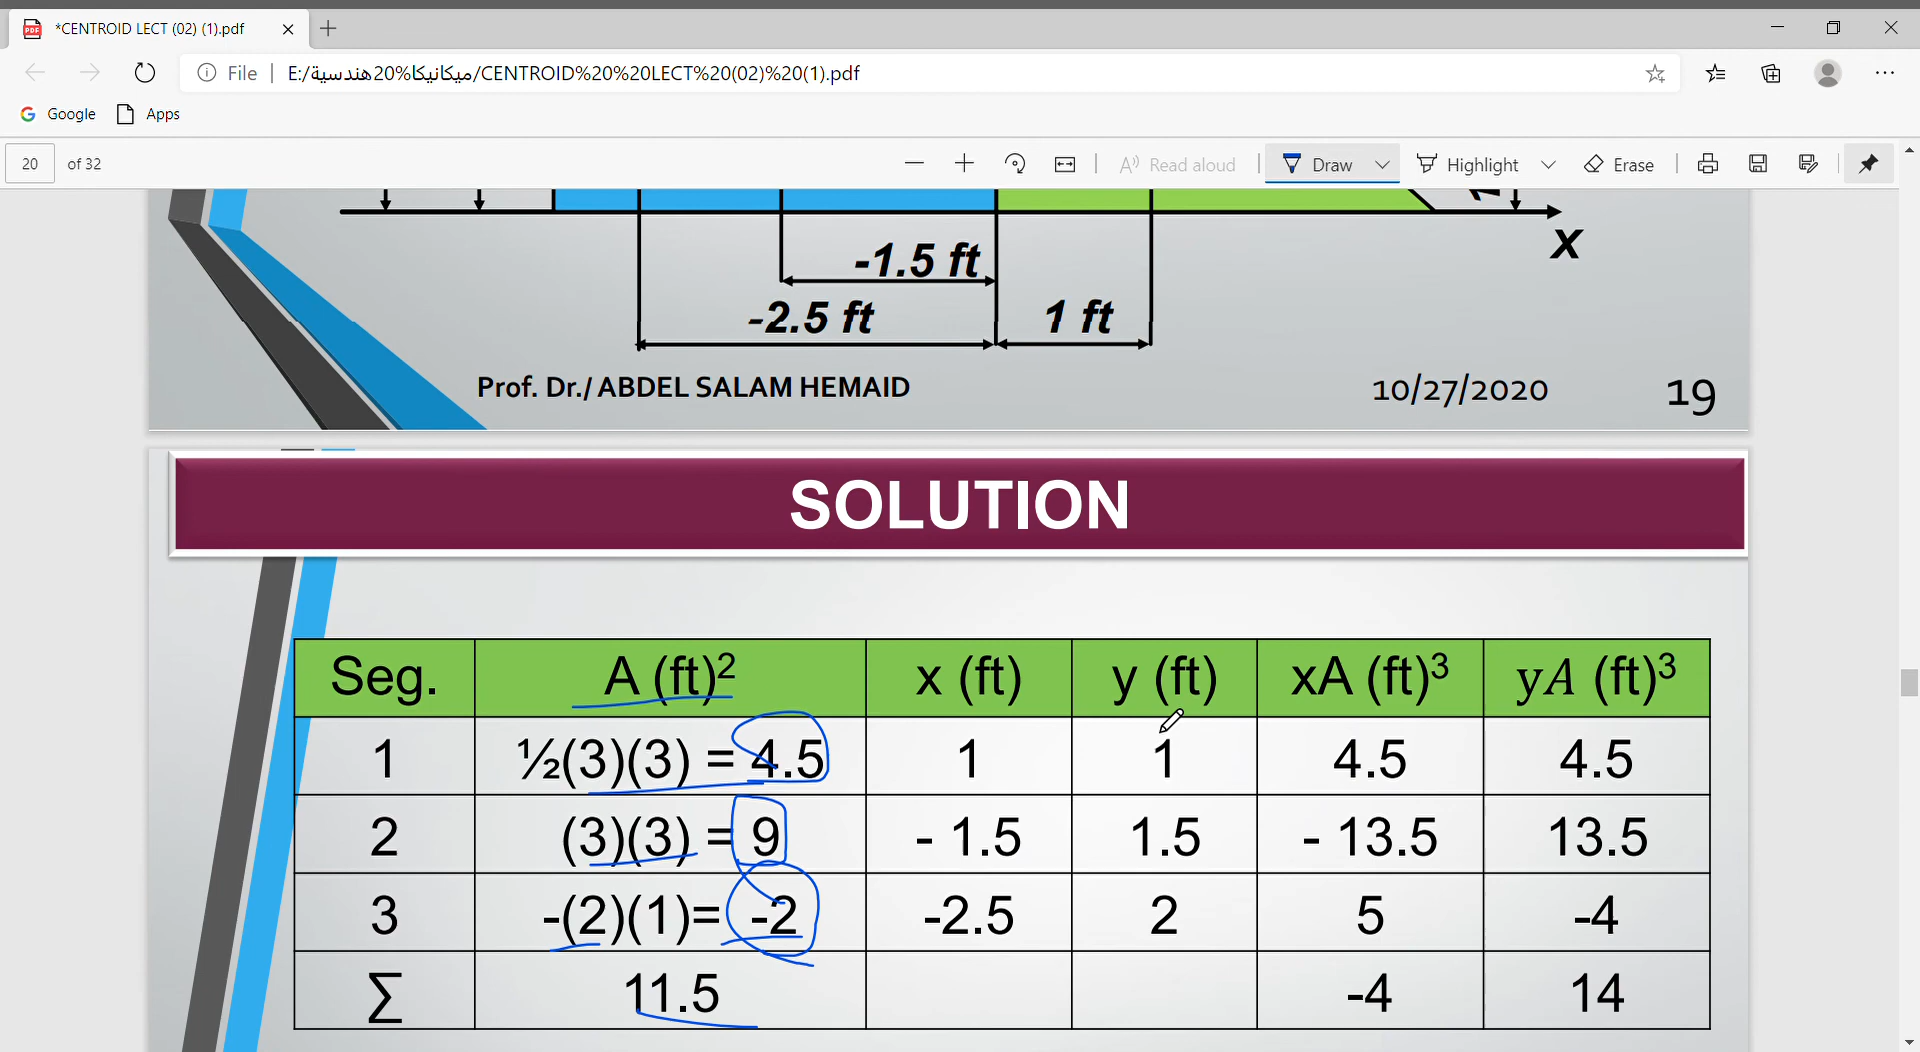 *CENTROID LECT (02) (1).pdf
File
E:/ميكانيكا%20هندسية/CENTROID%20%20LECT%20(02)%20(1).pdf
Google
Apps
20 of 32
Read aloud
Draw
Highlight
Erase
x
-1.5 ft
-2.5 ft
1 ft
Prof. Dr./ ABDEL SALAM HEMAID
10/27/2020
19
SOLUTION
Seg. A (ft)² x (ft) y (ft) xA (ft)³ yA (ft)³
1 ½(3)(3) = 4.5 1 1 4.5 4.5
2 (3)(3) = 9 - 1.5 1.5 - 13.5 13.5
3 -(2)(1)= -2 -2.5 2 5 -4
∑ 11.5 -4 14